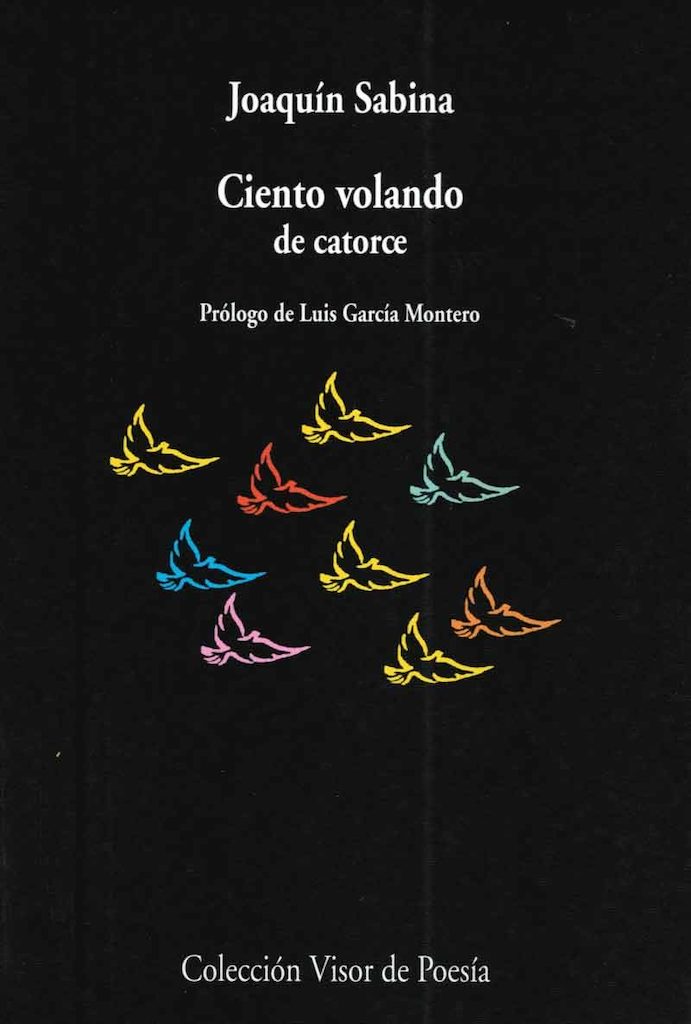 Joaquín Sabina
Ciento volando
de catorce
Prólogo de Luis García Montero
Colección Visor de Poesía